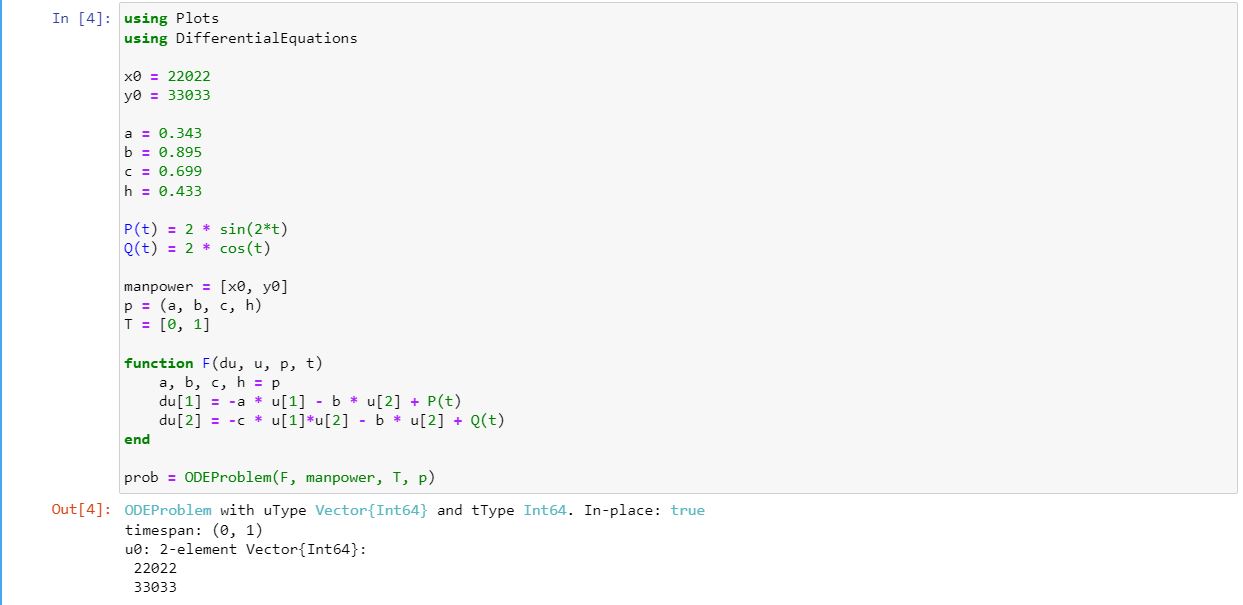 In [4]: using Plots
using DifferentialEquations
x0 = 22022
y0 = 33033
a = 0.343
b = 0.895
c = 0.699
h = 0.433
P(t) = 2 * sin(2*t)
Q(t) = 2 * cos(t)
manpower = [x0, y0]
p = (a, b, c, h)
T = [0, 1]
function F(du, u, p, t)
    a, b, c, h = p
    du[1] = -a * u[1] - b * u[2] + P(t)
    du[2] = -c * u[1]*u[2] - b * u[2] + Q(t)
end
prob = ODEProblem(F, manpower, T, p)
Out[4]: ODEProblem with uType Vector{Int64} and tType Int64. In-place: true
timespan: (0, 1)
u0: 2-element Vector{Int64}:
 22022
 33033